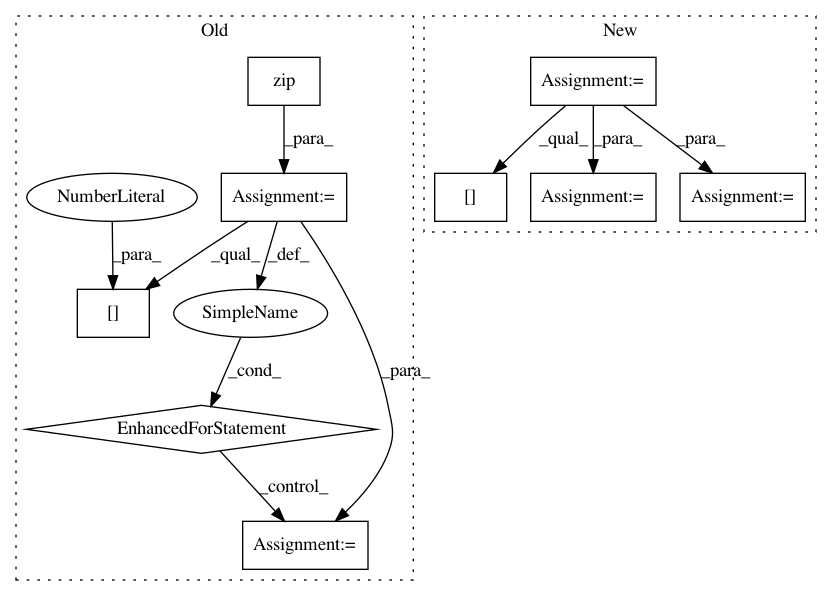 Old
New
zip
Assignment:=
_para_
_qual_
_para_
_para_
NumberLiteral
Assignment:=
[]
Assignment:=
Assignment:=
_para_
_qual_
_def_
[]
SimpleName
_cond_
_para_
EnhancedForStatement
_control_
Assignment:=